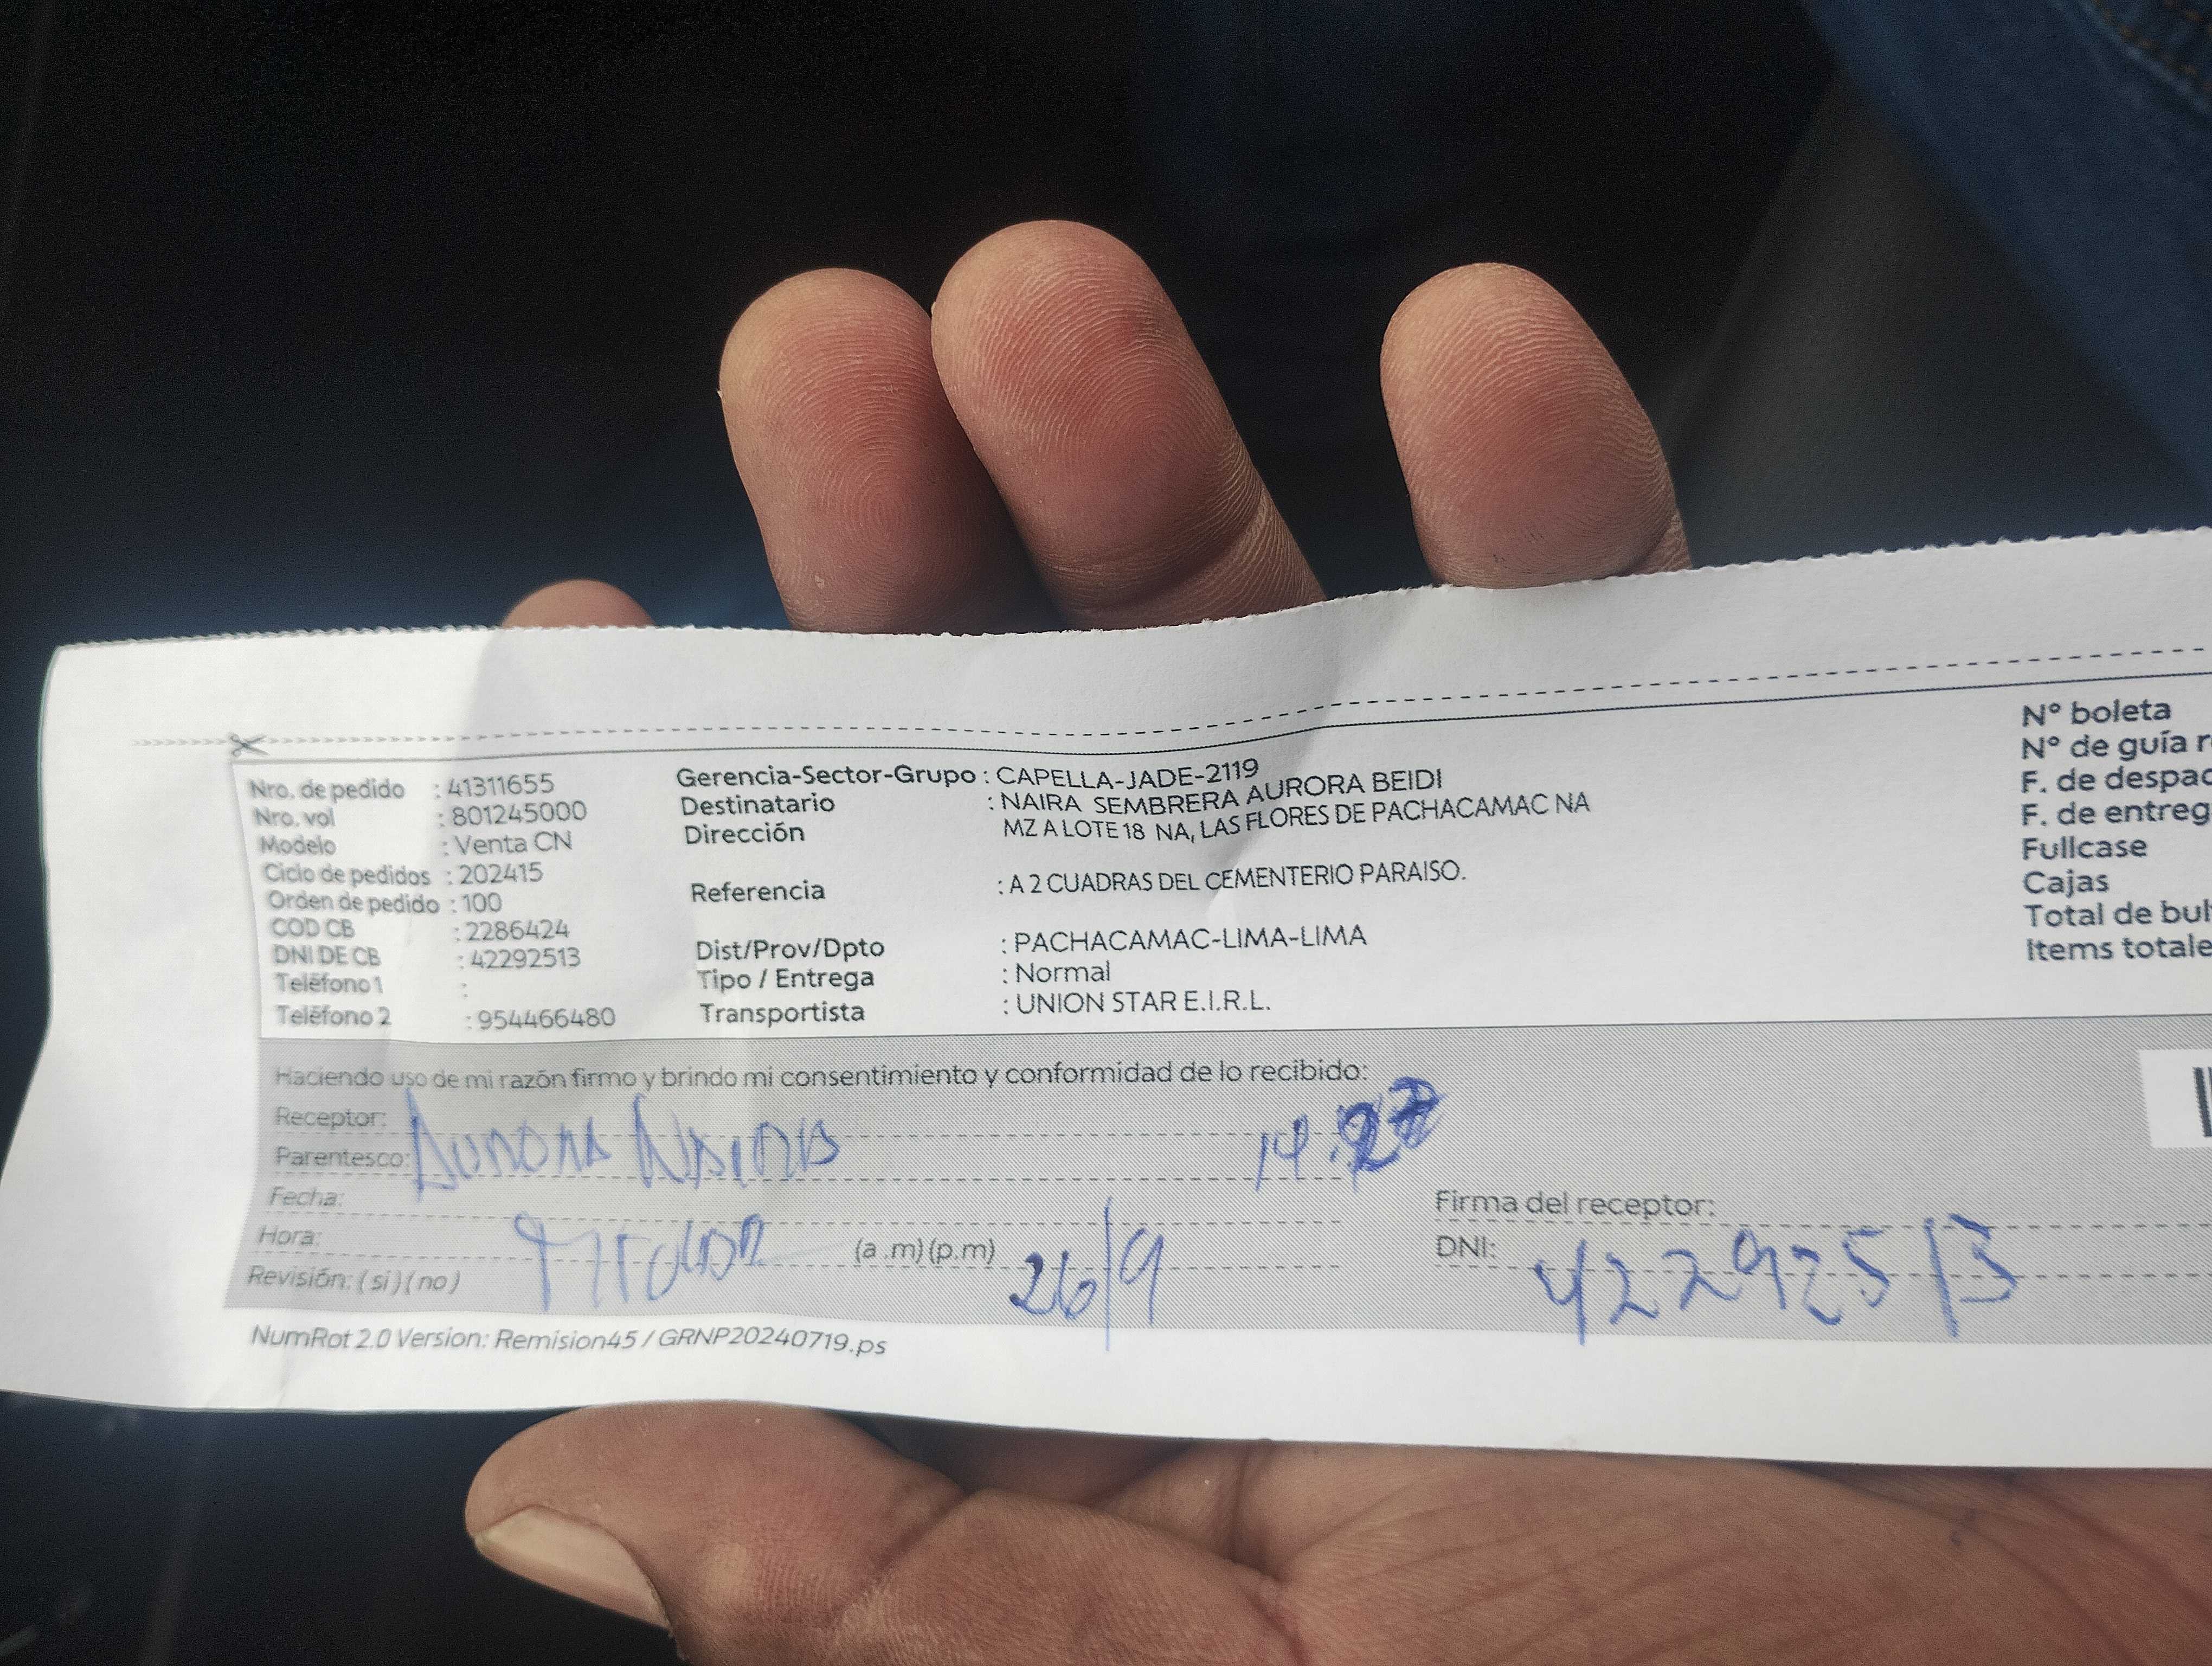 Nro. de pedido : 41311655
Nro. vol : 801245000
Modelo : Venta CN
Ciclo de pedidos : 202415
Orden de pedido : 100
COD CB : 2286424
DNI DE CB : 42292513
Teléfono 1 :
Teléfono 2 : 954466480
Gerencia-Sector-Grupo : CAPELLA-JADE-2119
Destinatario : NAIRA SEMBRERA AURORA BEIDI
Dirección MZ A LOTE 18 NA, LAS FLORES DE PACHACAMAC NA
Referencia : A 2 CUADRAS DEL CEMENTERIO PARAISO.
Dist/Prov/Dpto : PACHACAMAC-LIMA-LIMA
Tipo / Entrega : Normal
Transportista : UNION STAR E.I.R.L.
N° boleta
N° de guía r
F. de despac
F. de entreg
Fullcase
Cajas
Total de bul
Items totale
Haciendo uso de mi razón firmo y brindo mi consentimiento y conformidad de lo recibido:
Receptor:
Parentesco: Aurora Naira
Fecha:
Hora: Titular (a .m) (p.m) 26/9
Revisión: ( si ) ( no )
Firma del receptor:
DNI: 42292513
NumRot 2.0 Version: Remision45 / GRNP20240719.ps